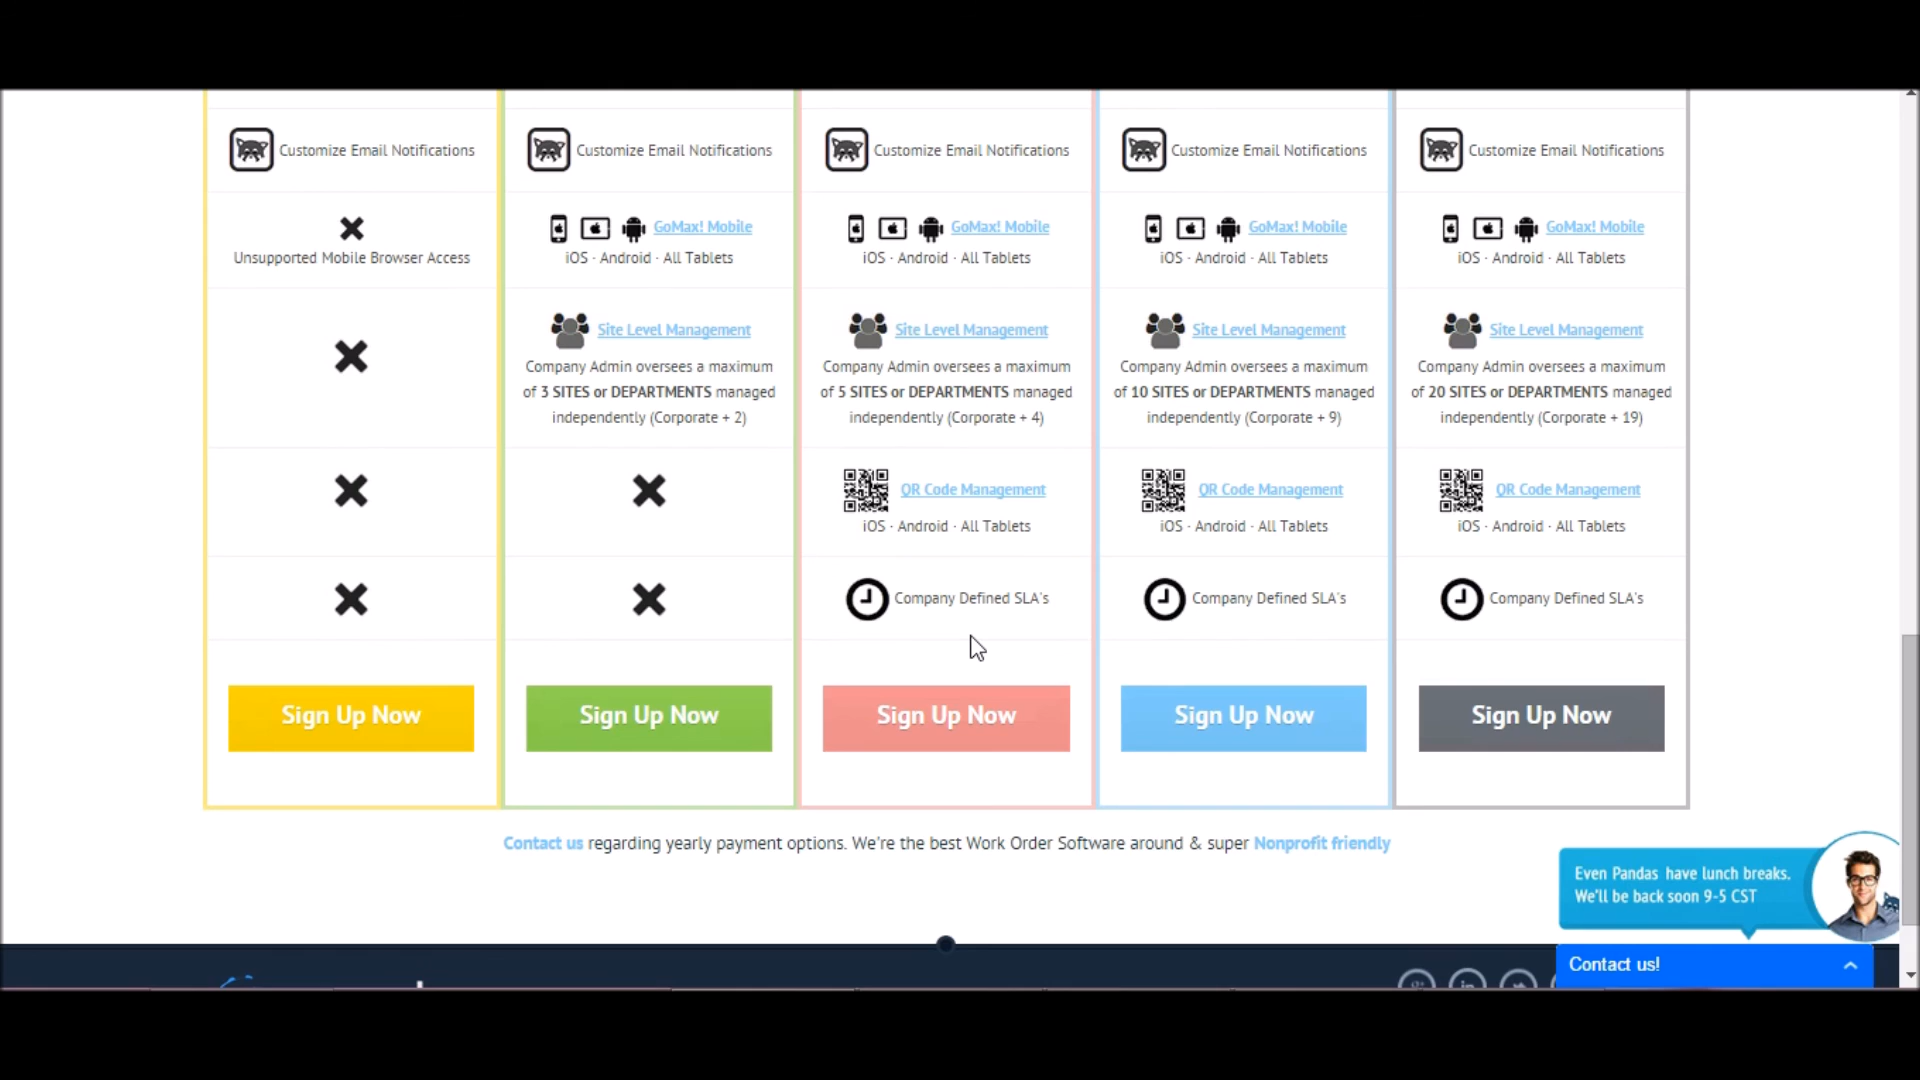 Customize Email Notifications
Customize Email Notifications
Customize Email Notifications
Customize Email Notifications
Customize Email Notifications
Unsupported Mobile Browser Access
GoMax! Mobile
iOS · Android · All Tablets
GoMax! Mobile
iOS · Android · All Tablets
GoMax! Mobile
iOS · Android · All Tablets
GoMax! Mobile
iOS · Android · All Tablets
Site Level Management
Company Admin oversees a maximum
of 3 SITES or DEPARTMENTS managed
independently (Corporate + 2)
Site Level Management
Company Admin oversees a maximum
of 5 SITES or DEPARTMENTS managed
independently (Corporate + 4)
Site Level Management
Company Admin oversees a maximum
of 10 SITES or DEPARTMENTS managed
independently (Corporate + 9)
Site Level Management
Company Admin oversees a maximum
of 20 SITES or DEPARTMENTS managed
independently (Corporate + 19)
QR Code Management
iOS · Android · All Tablets
QR Code Management
iOS · Android · All Tablets
QR Code Management
iOS · Android · All Tablets
Company Defined SLA's
Company Defined SLA's
Company Defined SLA's
Sign Up Now
Sign Up Now
Sign Up Now
Sign Up Now
Sign Up Now
Contact us regarding yearly payment options. We're the best Work Order Software around & super Nonprofit friendly
Even Pandas have lunch breaks.
We'll be back soon 9-5 CST
Contact us!